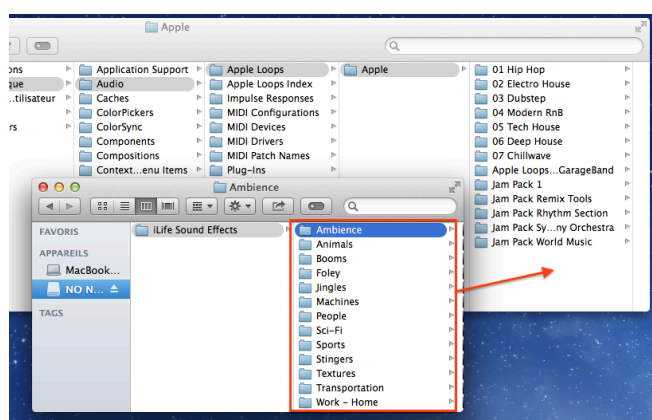 Apple
ons
que
...tilisateur
rs
Application Support
Audio
Caches
ColorPickers
ColorSync
Components
Compositions
Context...enu Items
Apple Loops
Apple Loops Index
Impulse Responses
MIDI Configurations
MIDI Devices
MIDI Drivers
MIDI Patch Names
Plug-Ins
Apple
01 Hip Hop
02 Electro House
03 Dubstep
04 Modern RnB
05 Tech House
06 Deep House
07 Chillwave
Apple Loops...GarageBand
Jam Pack 1
Jam Pack Remix Tools
Jam Pack Rhythm Section
Jam Pack Sy...ny Orchestra
Jam Pack World Music
Ambience
FAVORIS
APPAREILS
MacBook...
NO N...
TAGS
iLife Sound Effects
Ambience
Animals
Booms
Foley
Jingles
Machines
People
Sci-Fi
Sports
Stingers
Textures
Transportation
Work - Home